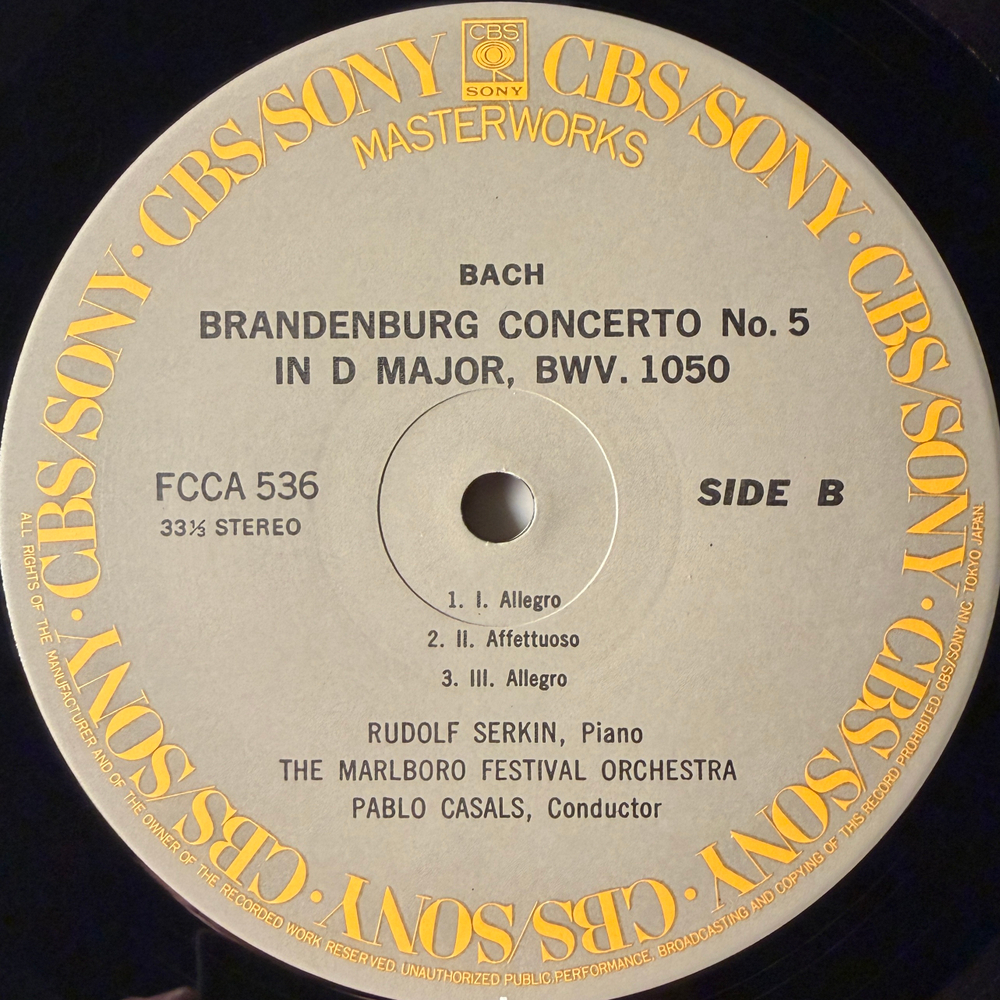 CBS
SONY
CBS/SONY · CBS/SONY · CBS/SONY · CBS/SONY · CBS/SONY · CBS/SONY · CBS/SONY · CBS/SONY
MASTERWORKS
BACH
BRANDENBURG CONCERTO No. 5
IN D MAJOR, BWV. 1050
FCCA 536
33⅓ STEREO
SIDE B
1. I. Allegro
2. II. Affettuoso
3. III. Allegro
RUDOLF SERKIN, Piano
THE MARLBORO FESTIVAL ORCHESTRA
PABLO CASALS, Conductor
ALL RIGHTS OF THE MANUFACTURER AND OF THE OWNER OF THE RECORDED WORK RESERVED. UNAUTHORIZED PUBLIC PERFORMANCE, BROADCASTING AND COPYING OF THIS RECORD PROHIBITED. CBS/SONY INC. TOKYO JAPAN.